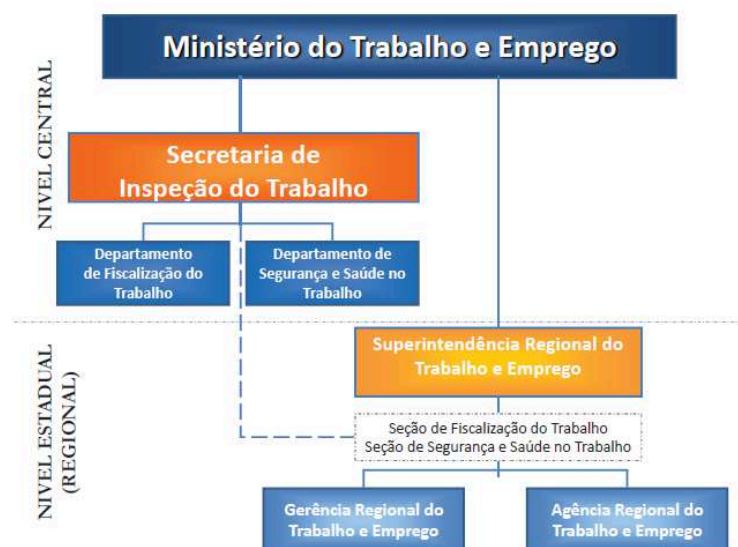 Ministério do Trabalho e Emprego
NIVEL CENTRAL
Secretaria de
Inspeção do Trabalho
Departamento
de Fiscalização do
Trabalho
Departamento de
Segurança e Saúde no
Trabalho
NIVEL ESTADUAL
(REGIONAL)
Superintendência Regional do
Trabalho e Emprego
Seção de Fiscalização do Trabalho
Seção de Segurança e Saúde no Trabalho
Gerência Regional do
Trabalho e Emprego
Agência Regional do
Trabalho e Emprego